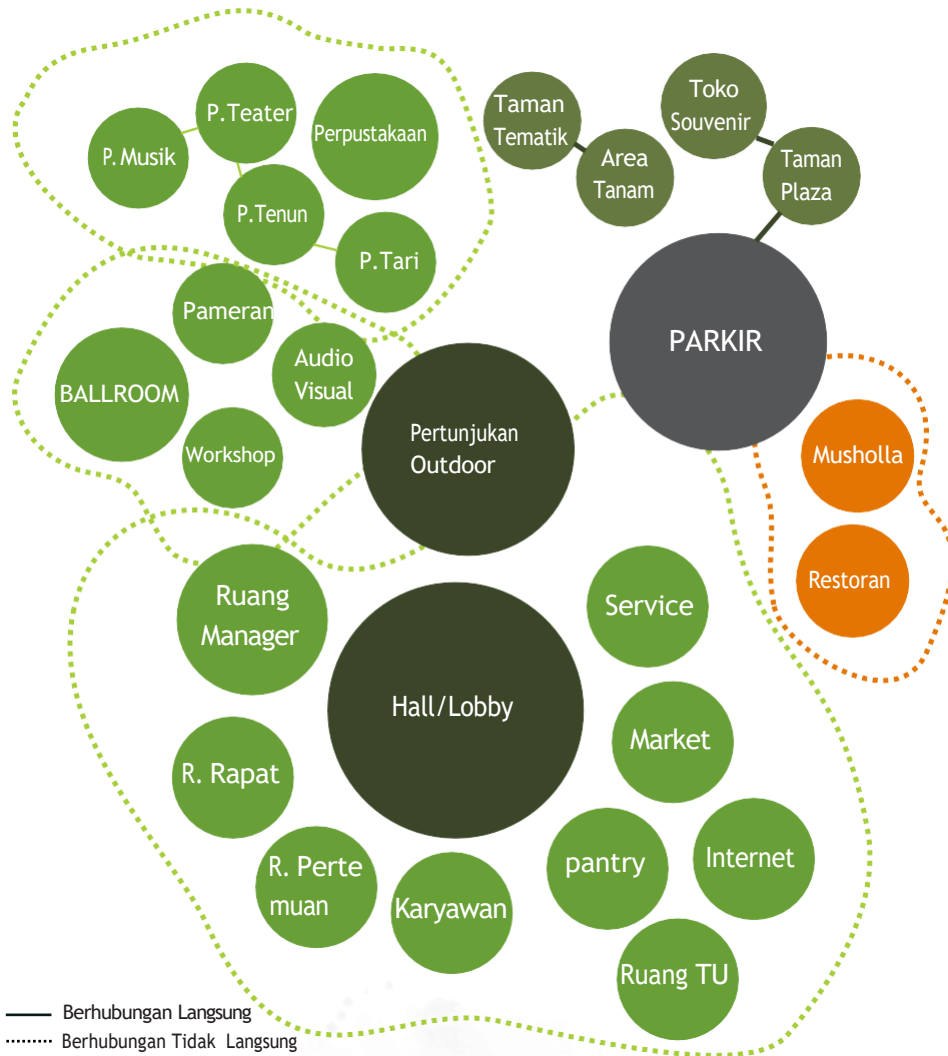 P.Teater
Perpustakaan
P.Musik
P.Tenun
P.Tari
Taman
Tematik
Area
Tanam
Toko
Souvenir
Taman
Plaza
PARKIR
Pameran
Audio
Visual
BALLROOM
Workshop
Pertunjukan
Outdoor
Musholla
Restoran
Ruang
Manager
Service
Hall/Lobby
Market
R. Rapat
R. Perte
muan
Karyawan
pantry
Internet
Ruang TU
Berhubungan Langsung
Berhubungan Tidak Langsung